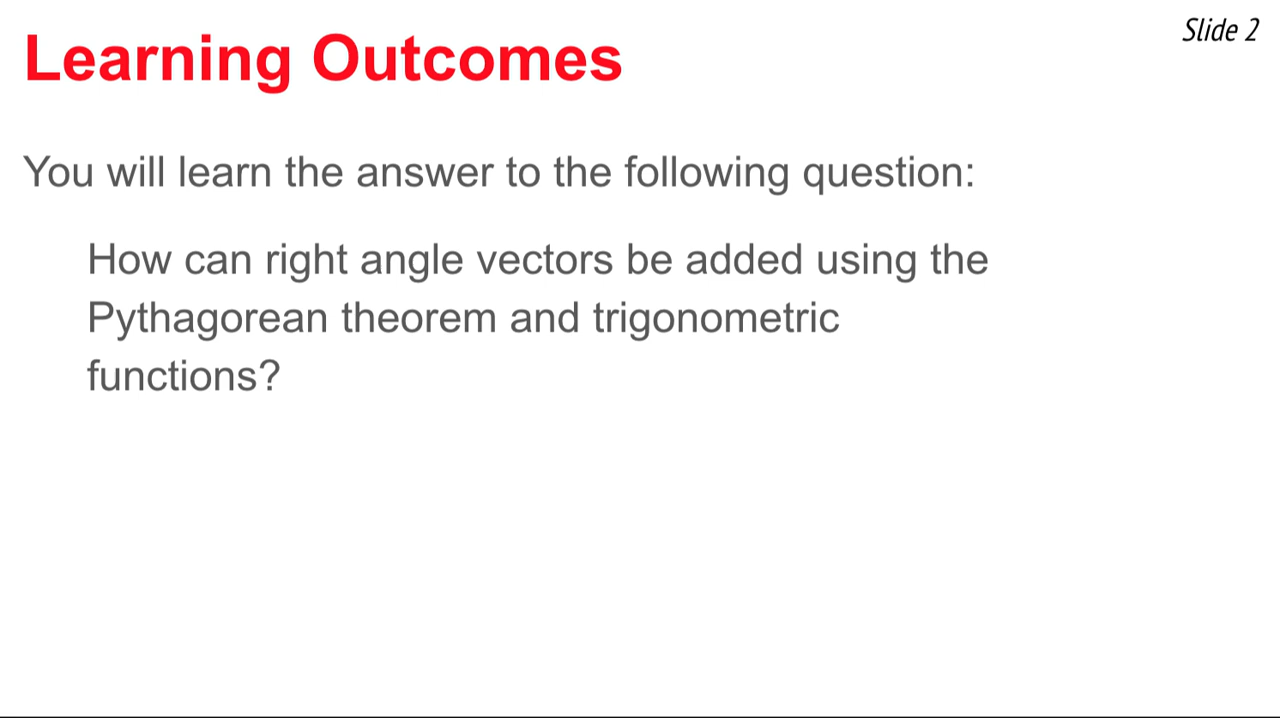 Slide 2
Learning Outcomes
You will learn the answer to the following question:
How can right angle vectors be added using the
Pythagorean theorem and trigonometric
functions?